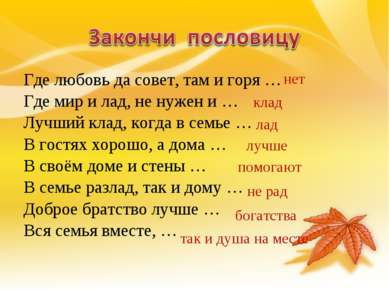 Закончи пословицу
Где любовь да совет, там и горя … нет
Где мир и лад, не нужен и … клад
Лучший клад, когда в семье … лад
В гостях хорошо, а дома … лучше
В своём доме и стены … помогают
В семье разлад, так и дому … не рад
Доброе братство лучше … богатства
Вся семья вместе, … так и душа на месте